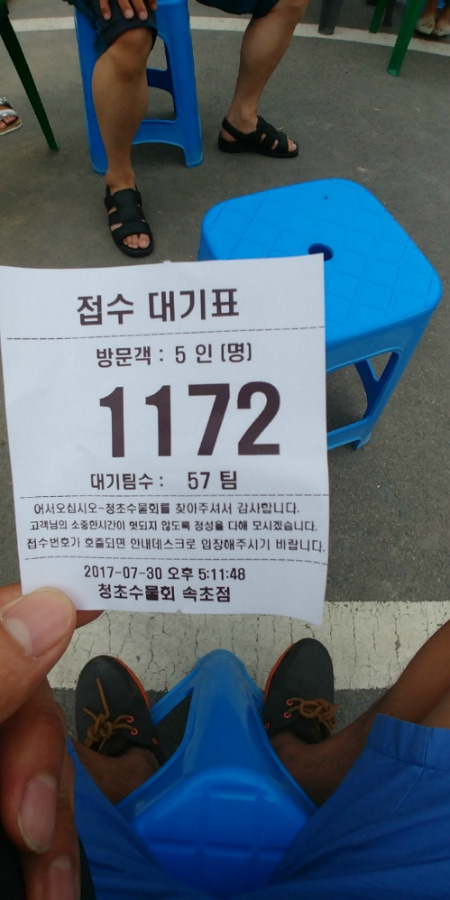 접수 대기표
방문객 : 5 인 (명)
1172
대기팀수 : 57 팀
어서오십시오~청초수물회를 찾아주셔서 감사합니다.
고객님의 소중한시간이 헛되지 않도록 정성을 다해 모시겠습니다.
접수번호가 호출되면 안내데스크로 입장해주시기 바랍니다.
2017-07-30 오후 5:11:48
청초수물회 속초점